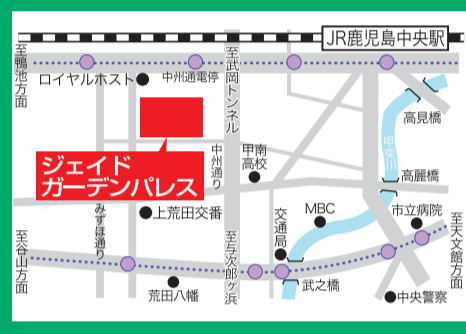 JR鹿児島中央駅
至鴨池方面
至武岡トンネル
ロイヤルホスト
中州通電停
高見橋
甲突川
中州通り
甲南
高校
ジェイド
ガーデンパレス
高麗橋
みずほ通り
上荒田交番
交通局
MBC
市立病院
至天文館方面
至谷山方面
至与次郎ヶ浜
荒田八幡
武之橋
中央警察